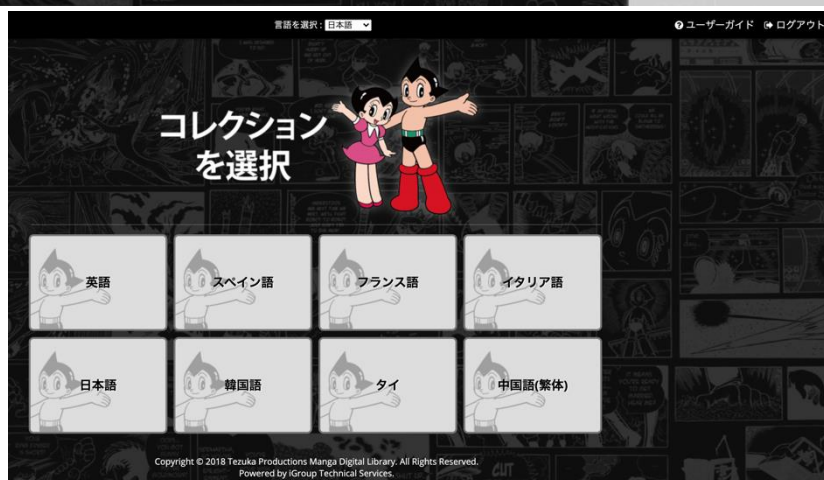 言語を選択: 日本語
ユーザーガイド ログアウト
コレクション
を選択
英語
スペイン語
フランス語
イタリア語
日本語
韓国語
タイ
中国語(繁体)
Copyright © 2018 Tezuka Productions Manga Digital Library. All Rights Reserved.
Powered by iGroup Technical Services.
CUT